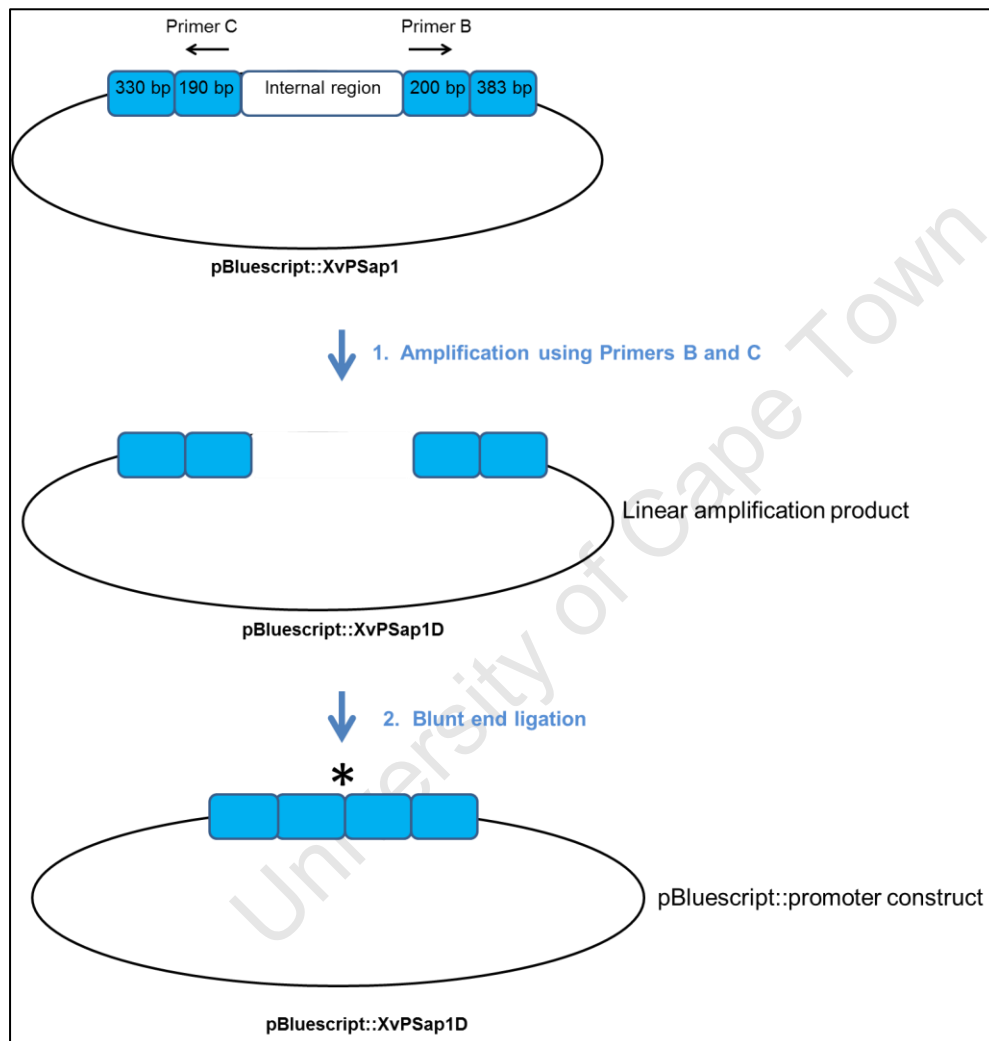 Primer C Primer B
330 bp 190 bp Internal region 200 bp 383 bp
pBluescript::XvPSap1
1. Amplification using Primers B and C
Linear amplification product
pBluescript::XvPSap1D
2. Blunt end ligation
*
pBluescript::promoter construct
pBluescript::XvPSap1D
University of Cape Town